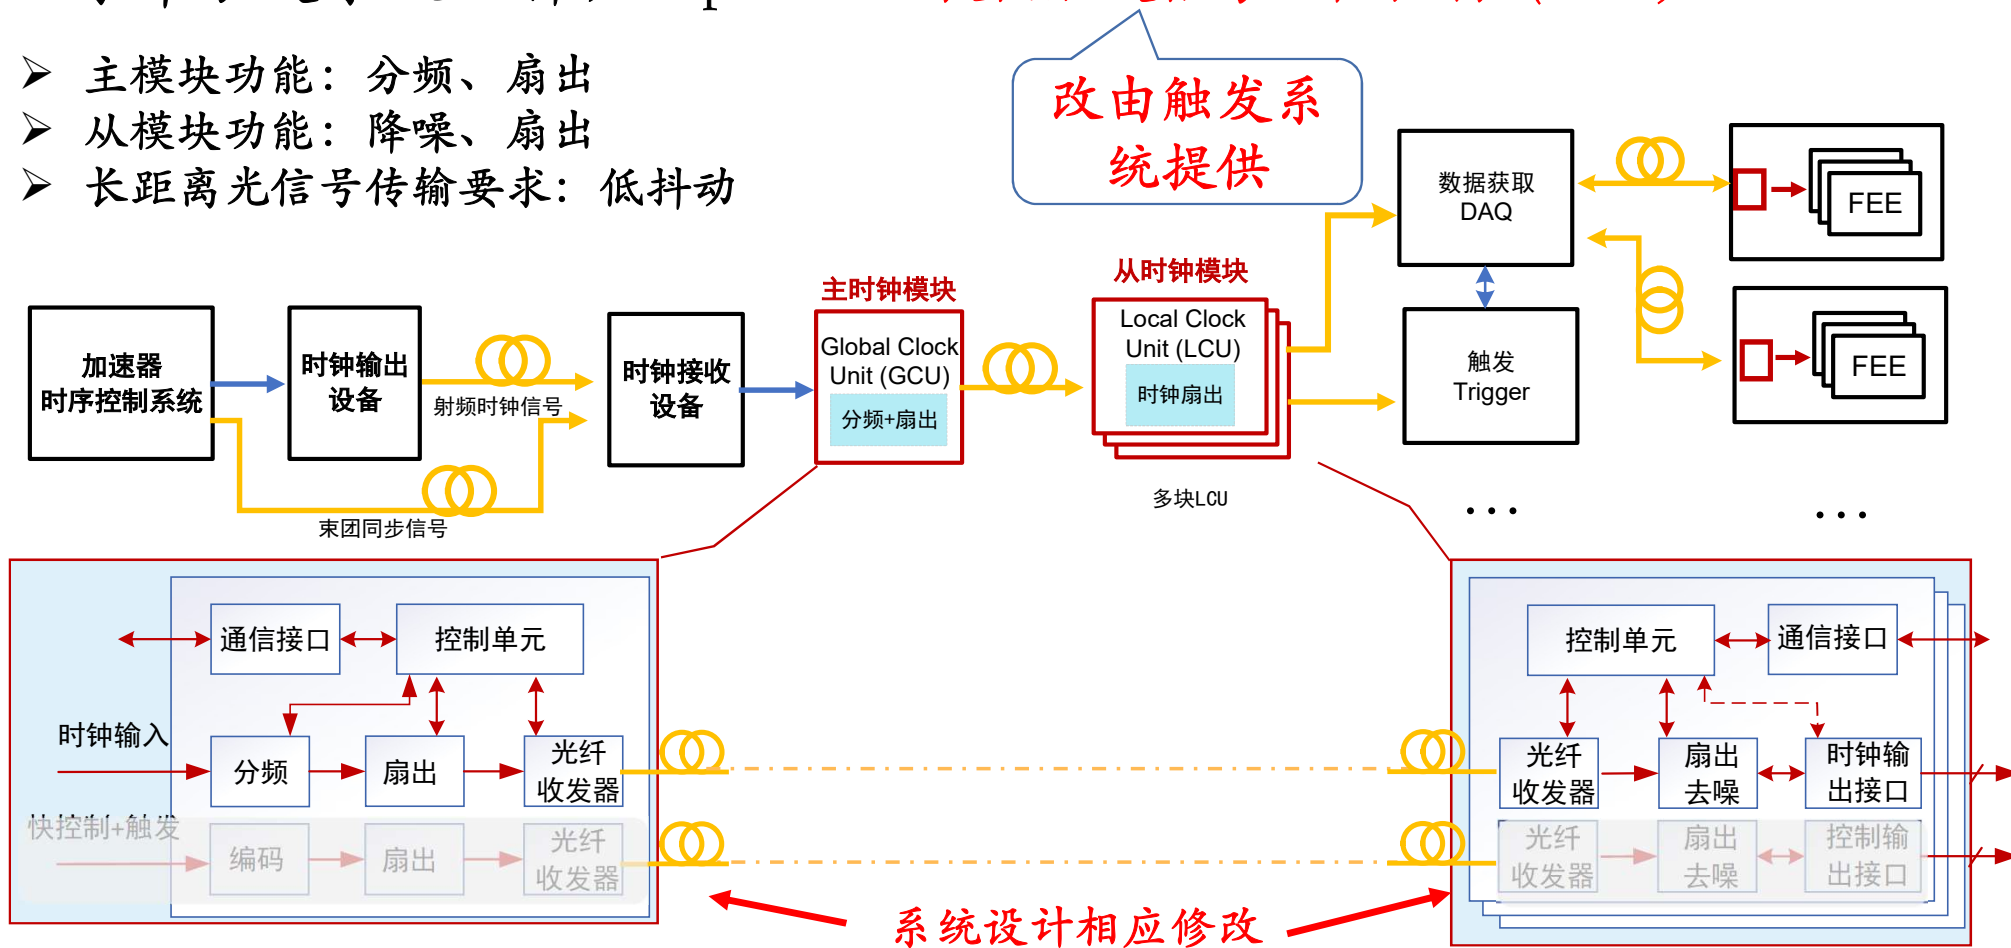 主模块功能：分频、扇出
从模块功能：降噪、扇出
长距离光信号传输要求：低抖动
改由触发系
统提供
数据获取
DAQ
FEE
主时钟模块
从时钟模块
加速器
时序控制系统
时钟输出
设备
射频时钟信号
时钟接收
设备
Global Clock
Unit (GCU)
分频+扇出
Local Clock
Unit (LCU)
时钟扇出
触发
Trigger
FEE
束团同步信号
多块LCU
...
...
通信接口
控制单元
时钟输入
分频
扇出
光纤
收发器
快控制+触发
编码
扇出
光纤
收发器
控制单元
通信接口
光纤
收发器
扇出
去噪
时钟输
出接口
光纤
收发器
扇出
去噪
控制输
出接口
系统设计相应修改